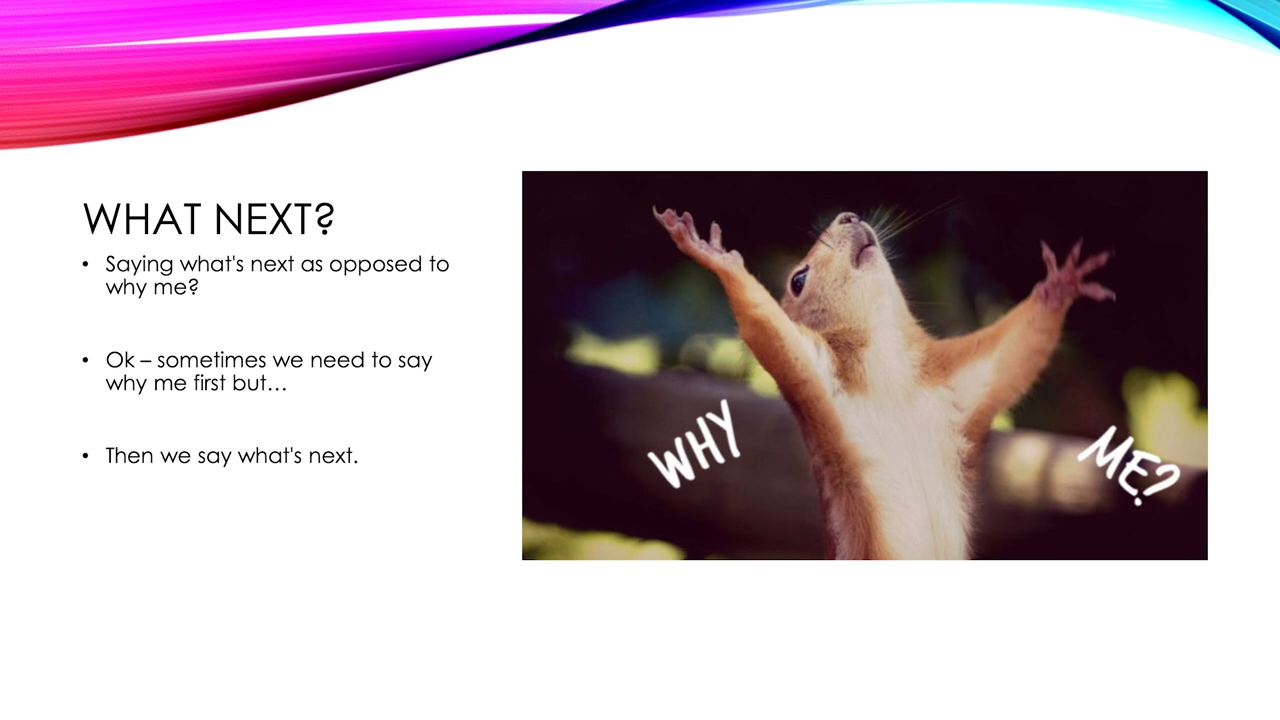 WHAT NEXT?
• Saying what's next as opposed to
why me?
• Ok – sometimes we need to say
why me first but…
• Then we say what's next.
WHY
ME?